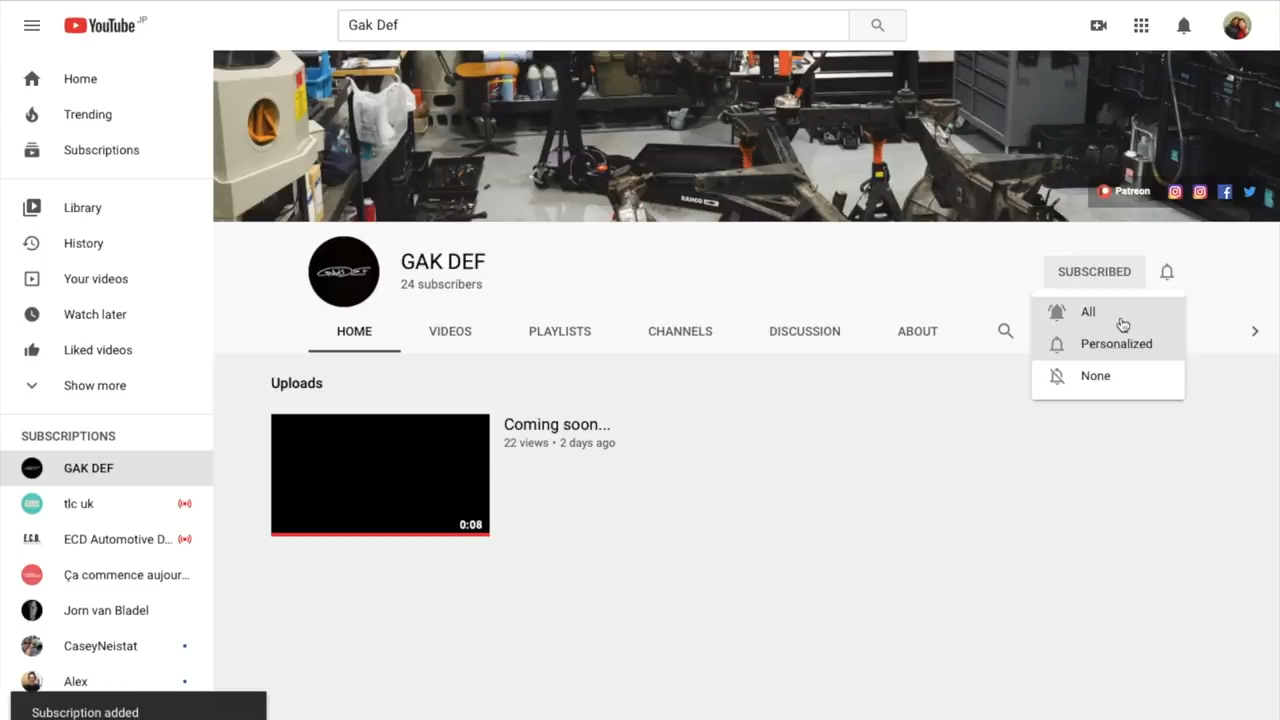 YouTube JP
Gak Def
Home
Trending
Subscriptions
Library
History
Your videos
Watch later
Liked videos
Show more
SUBSCRIPTIONS
GAK DEF
tlc uk
E.C.D.
ECD Automotive D...
Ça commence aujour...
Jorn van Bladel
CaseyNeistat
Alex
Subscription added
BAHCO
Patreon
GAK DEF
24 subscribers
SUBSCRIBED
All
Personalized
None
HOME
VIDEOS
PLAYLISTS
CHANNELS
DISCUSSION
ABOUT
Uploads
0:08
Coming soon...
22 views • 2 days ago